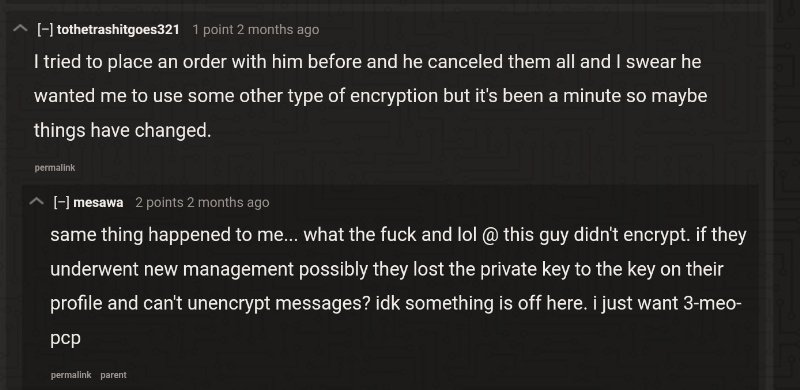 [–] tothetrashitgoes321 1 point 2 months ago
I tried to place an order with him before and he canceled them all and I swear he
wanted me to use some other type of encryption but it's been a minute so maybe
things have changed.
permalink
[–] mesawa 2 points 2 months ago
same thing happened to me... what the fuck and lol @ this guy didn't encrypt. if they
underwent new management possibly they lost the private key to the key on their
profile and can't unencrypt messages? idk something is off here. i just want 3-meo-
pcp
permalink parent